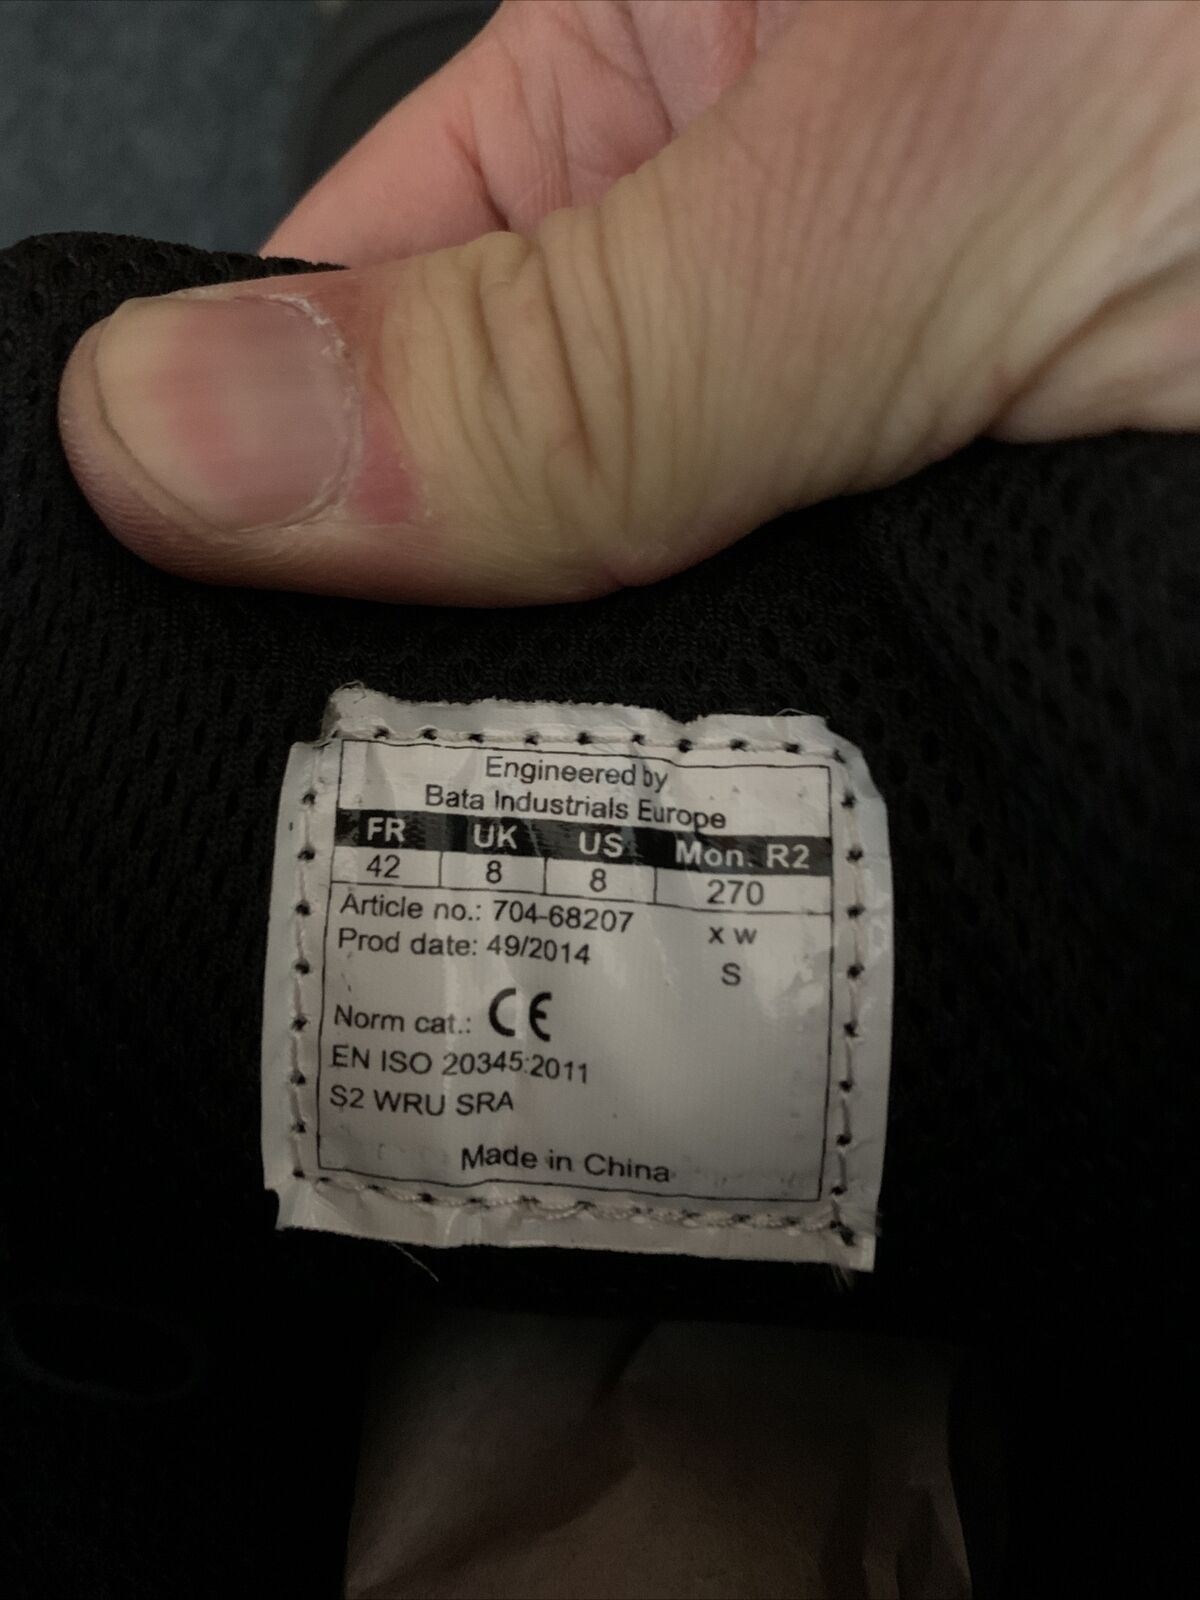 Engineered by
Bata Industrials Europe
FR UK US Mon. R2
42 8 8 270
Article no.: 704-68207 X W
Prod date: 49/2014 S
Norm cat.: CE
EN ISO 20345:2011
S2 WRU SRA
Made in China